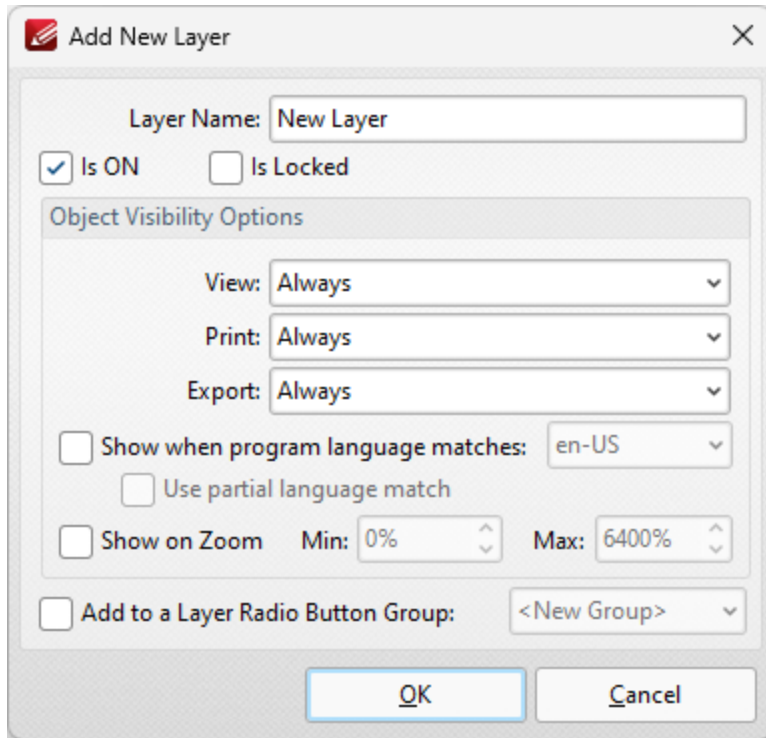 Add New Layer
Layer Name: New Layer
Is ON Is Locked
Object Visibility Options
View: Always
Print: Always
Export: Always
Show when program language matches: en-US
Use partial language match
Show on Zoom Min: 0% Max: 6400%
Add to a Layer Radio Button Group: <New Group>
OK Cancel